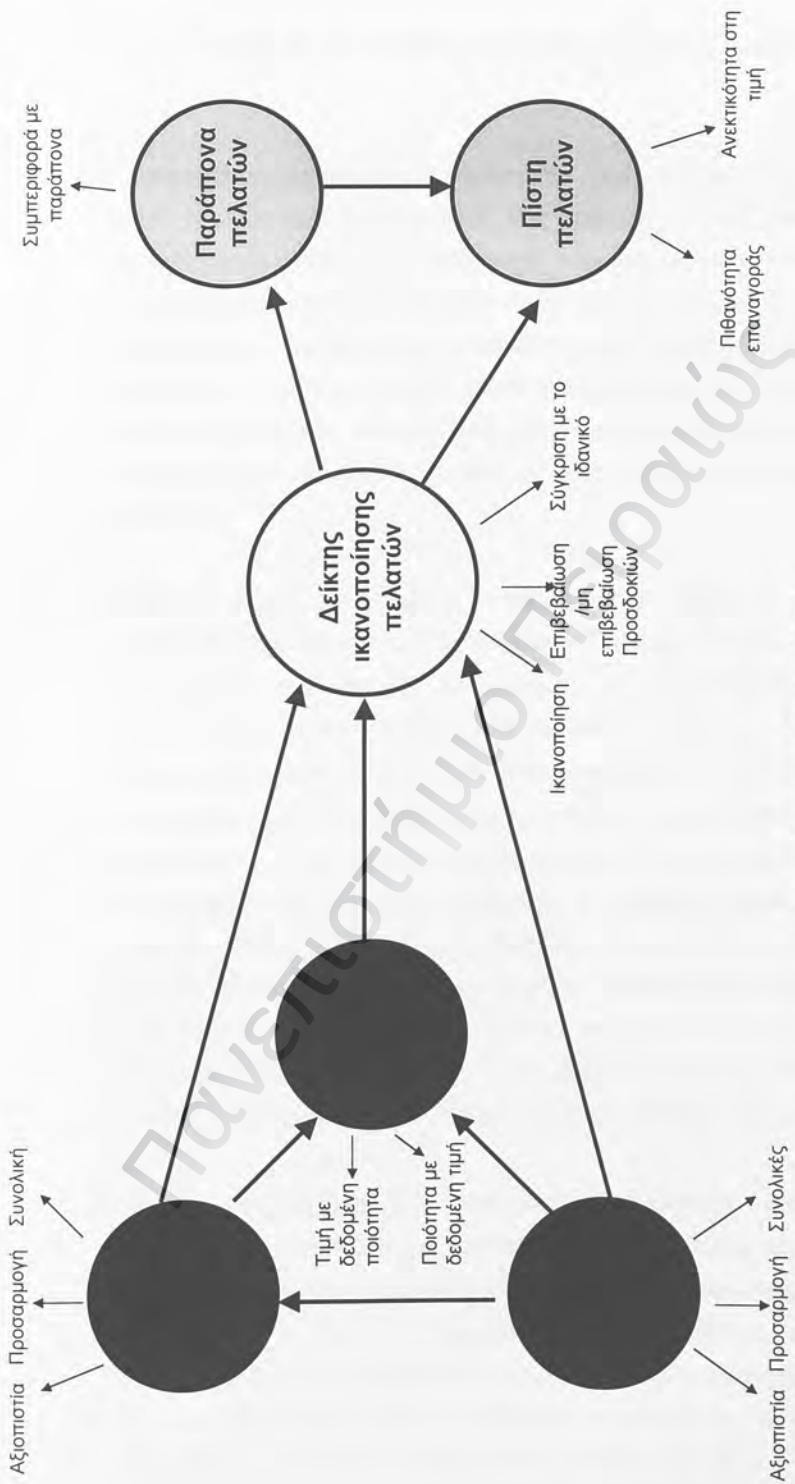 Αξιοπιστία Προσαρμογή Συνολική
Τιμή με
δεδομένη
ποιότητα
Ποιότητα με
δεδομένη τιμή
Αξιοπιστία Προσαρμογή Συνολικές
Δείκτης
ικανοποίησης
πελατών
Ικανοποίηση
Επιβεβαίωση
/μη
επιβεβαίωση
Προσδοκιών
Σύγκριση με το
ιδανικό
Συμπεριφορά με
παράπονα
Παράπονα
πελατών
Πίστη
πελατών
Πιθανότητα
επαναγοράς
Ανεκτικότητα στη
τιμή
Πανεπιστήμιο Πειραιώς